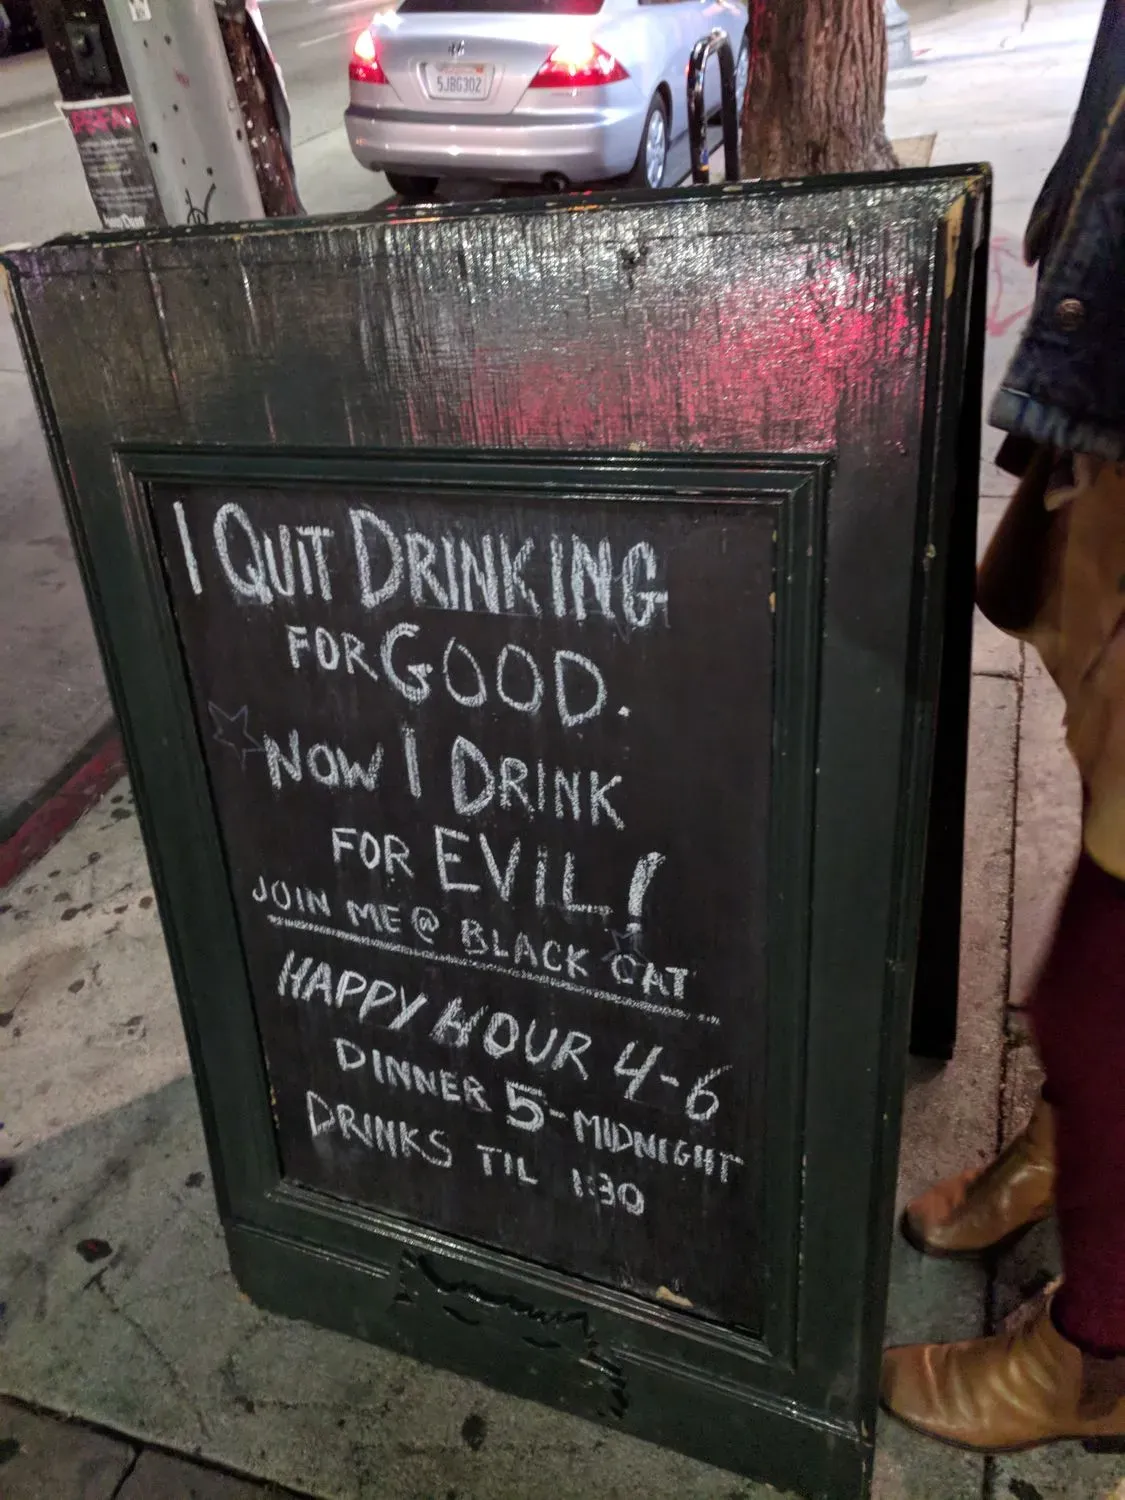 5JBG302
I QUIT DRINKING
FOR GOOD.
NOW I DRINK
FOR EVIL!
JOIN ME @ BLACK CAT
HAPPY HOUR 4-6
DINNER 5-MIDNIGHT
DRINKS TIL 1:30